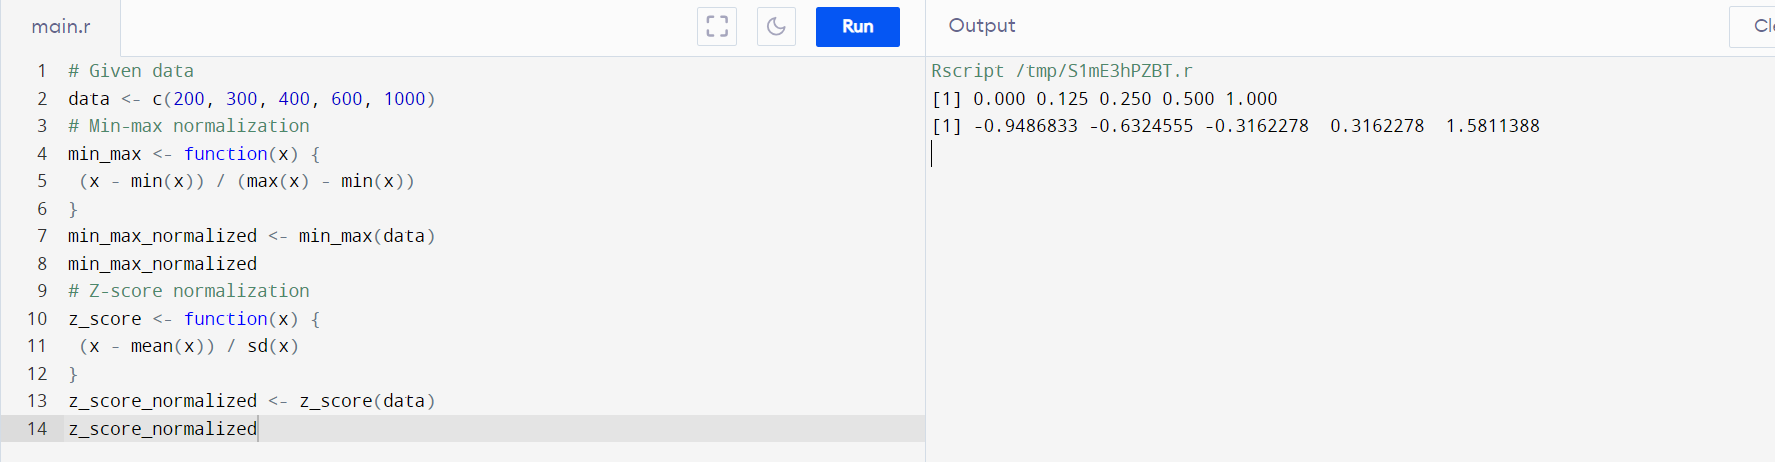 main.r
Run
1 # Given data
2 data <- c(200, 300, 400, 600, 1000)
3 # Min-max normalization
4 min_max <- function(x) {
5  (x - min(x)) / (max(x) - min(x))
6 }
7 min_max_normalized <- min_max(data)
8 min_max_normalized
9 # Z-score normalization
10 z_score <- function(x) {
11  (x - mean(x)) / sd(x)
12 }
13 z_score_normalized <- z_score(data)
14 z_score_normalized
Output
Rscript /tmp/S1mE3hPZBT.r
[1] 0.000 0.125 0.250 0.500 1.000
[1] -0.9486833 -0.6324555 -0.3162278  0.3162278  1.5811388